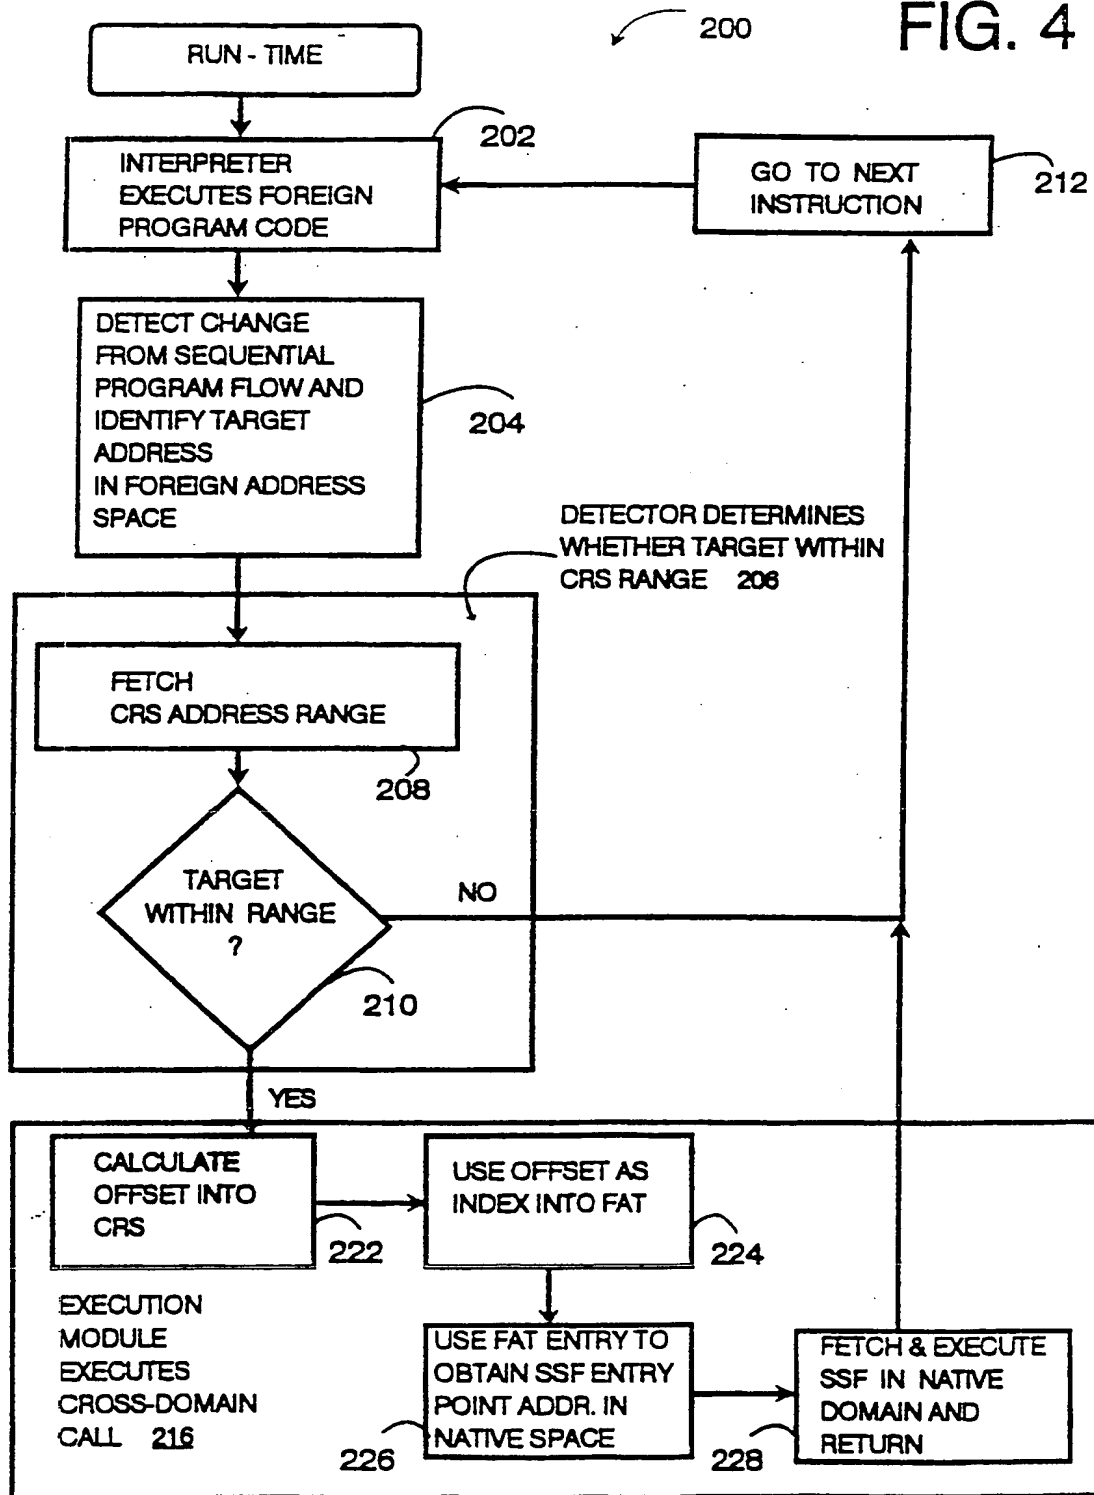 FIG. 4
200
RUN - TIME
202
INTERPRETER
EXECUTES FOREIGN
PROGRAM CODE
GO TO NEXT
INSTRUCTION
212
DETECT CHANGE
FROM SEQUENTIAL
PROGRAM FLOW AND
IDENTIFY TARGET
ADDRESS
IN FOREIGN ADDRESS
SPACE
204
DETECTOR DETERMINES
WHETHER TARGET WITHIN
CRS RANGE 206
FETCH
CRS ADDRESS RANGE
208
TARGET
WITHIN RANGE
?
NO
210
YES
CALCULATE
OFFSET INTO
CRS
222
USE OFFSET AS
INDEX INTO FAT
224
EXECUTION
MODULE
EXECUTES
CROSS-DOMAIN
CALL 216
USE FAT ENTRY TO
OBTAIN SSF ENTRY
POINT ADDR. IN
NATIVE SPACE
226
FETCH & EXECUTE
SSF IN NATIVE
DOMAIN AND
RETURN
228